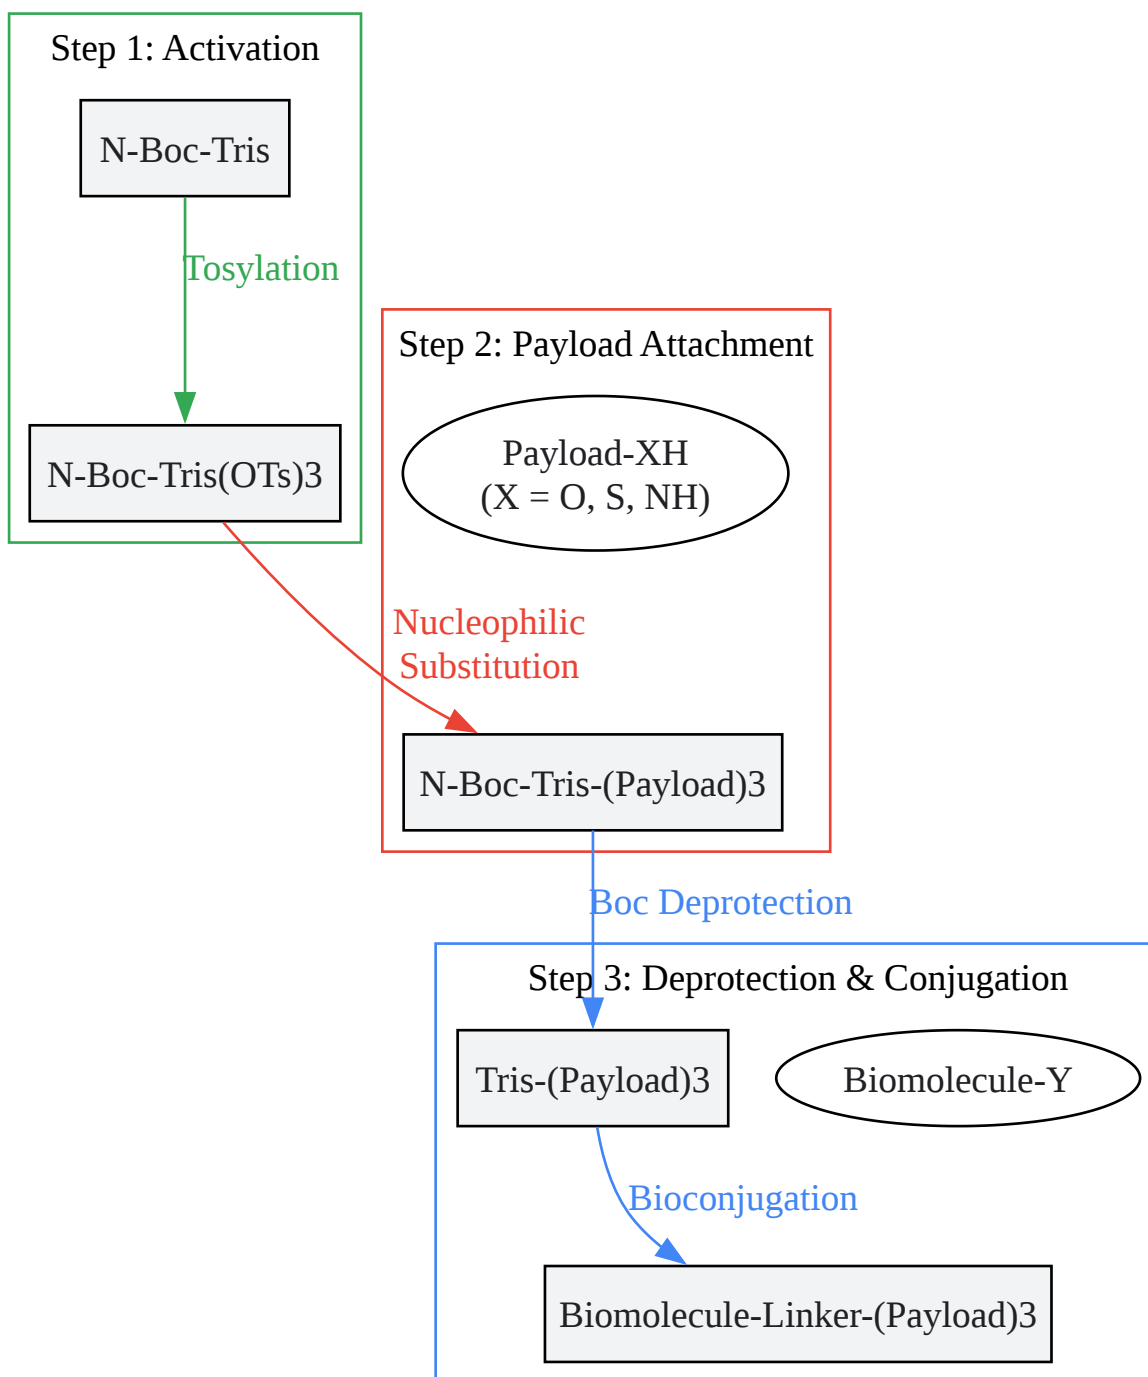 Step 1: Activation
N-Boc-Tris
Tosylation
N-Boc-Tris(OTs)3
Step 2: Payload Attachment
Payload-XH
(X = O, S, NH)
Nucleophilic
Substitution
N-Boc-Tris-(Payload)3
Boc Deprotection
Step 3: Deprotection & Conjugation
Tris-(Payload)3
Biomolecule-Y
Bioconjugation
Biomolecule-Linker-(Payload)3